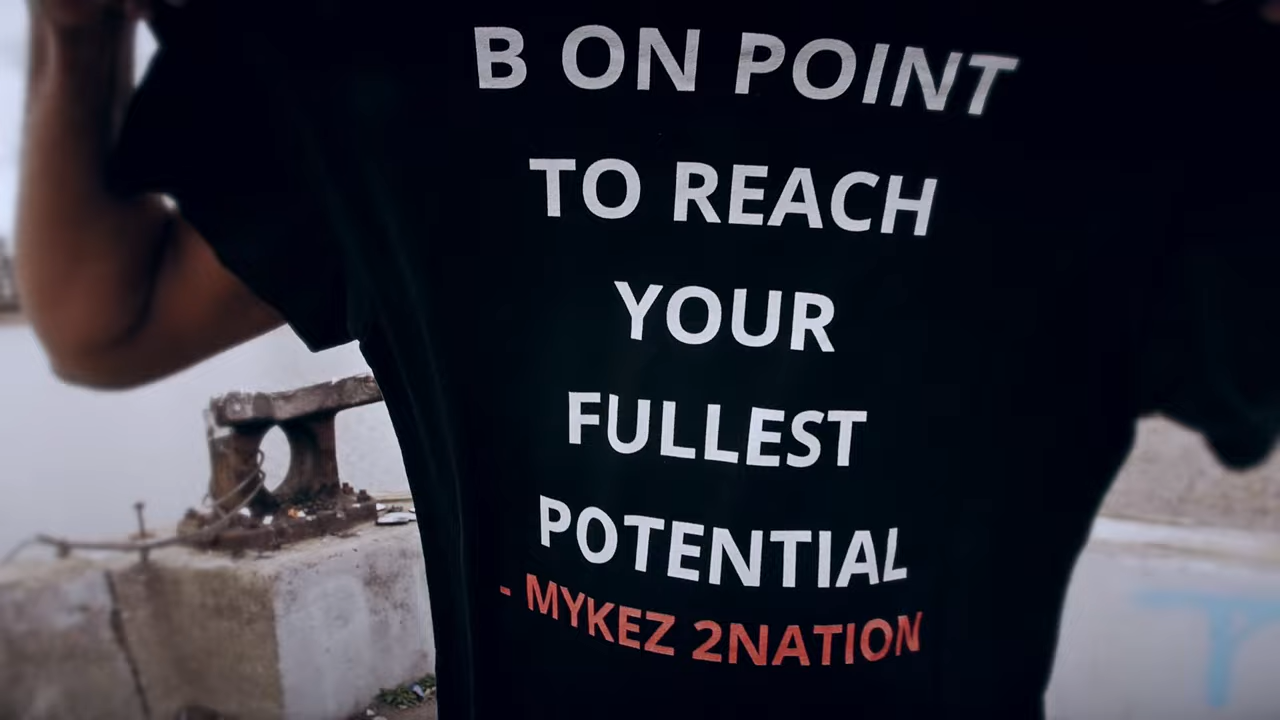 B ON POINT
TO REACH
YOUR
FULLEST
POTENTIAL
- MYKEZ 2NATION